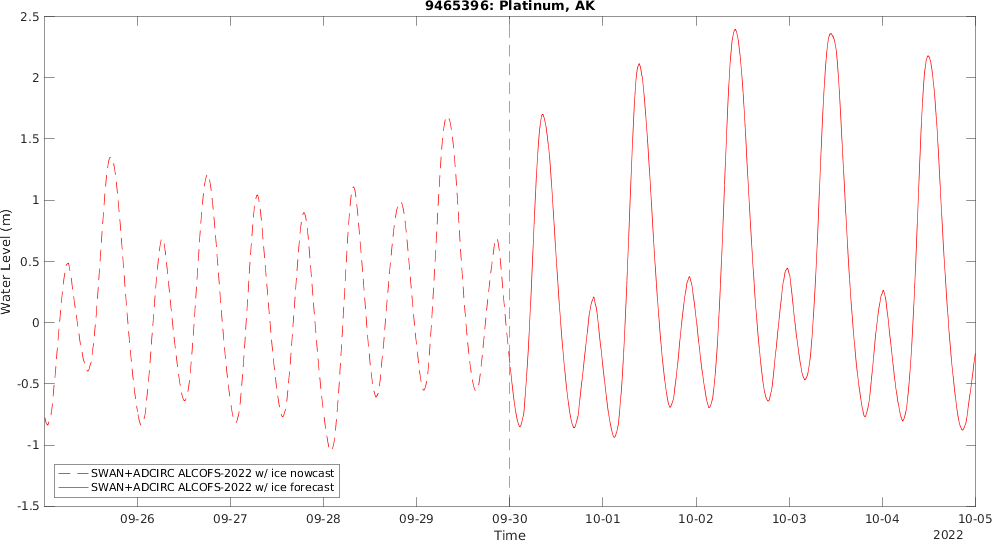 9465396: Platinum, AK
2.5
2
1.5
1
0.5
0
-0.5
-1
-1.5
Water Level (m)
SWAN+ADCIRC ALCOFS-2022 w/ ice nowcast
SWAN+ADCIRC ALCOFS-2022 w/ ice forecast
09-26 09-27 09-28 09-29 09-30 10-01 10-02 10-03 10-04 10-05
Time
2022